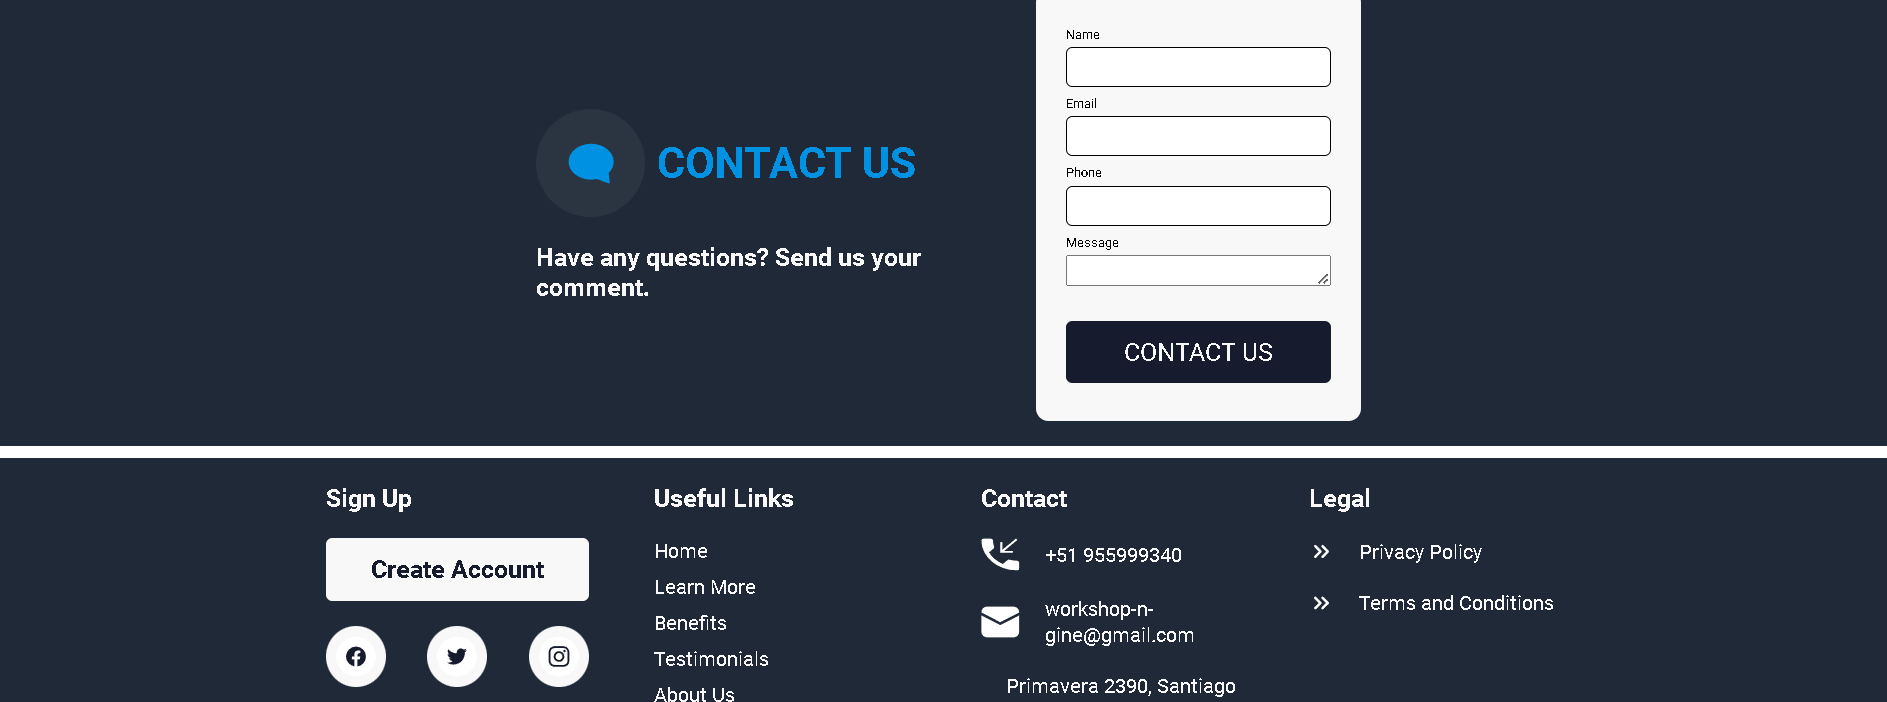 Name
Email
CONTACT US
Phone
Message
Have any questions? Send us your
comment.
CONTACT US
Sign Up
Create Account
Useful Links
Home
Learn More
Benefits
Testimonials
About Us
Contact
+51 955999340
workshop-n-
gine@gmail.com
Primavera 2390, Santiago
Legal
Privacy Policy
Terms and Conditions